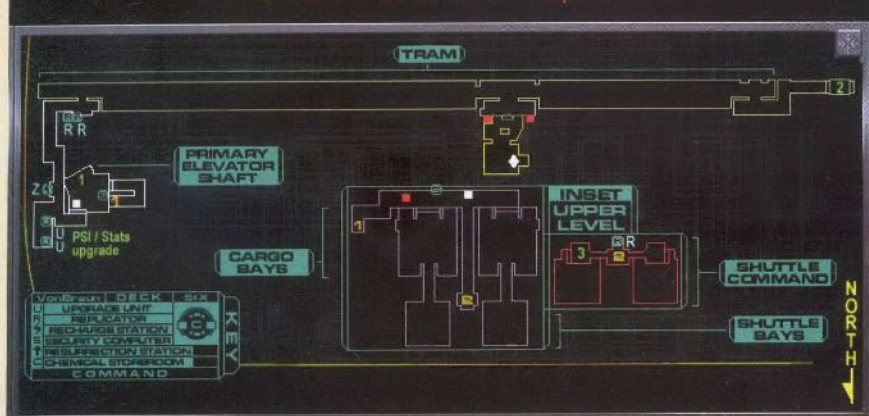 TRAM
2
R R
PRIMARY
ELEVATOR
SHAFT
1
Z
1
PSI / Stats
upgrade
U
U
INSET
UPPER
LEVEL
1
R
3
2
2
CARGO
BAYS
SHUTTLE
COMMAND
SHUTTLE
BAYS
NORTH
VonBraun DECK SIX
U UPGRADE UNIT
R REPLICATOR
RECHARGE STATION
S SECURITY COMPUTER
RESURRECTION STATION
C CHEMICAL STOREROOM
COMMAND
KEY